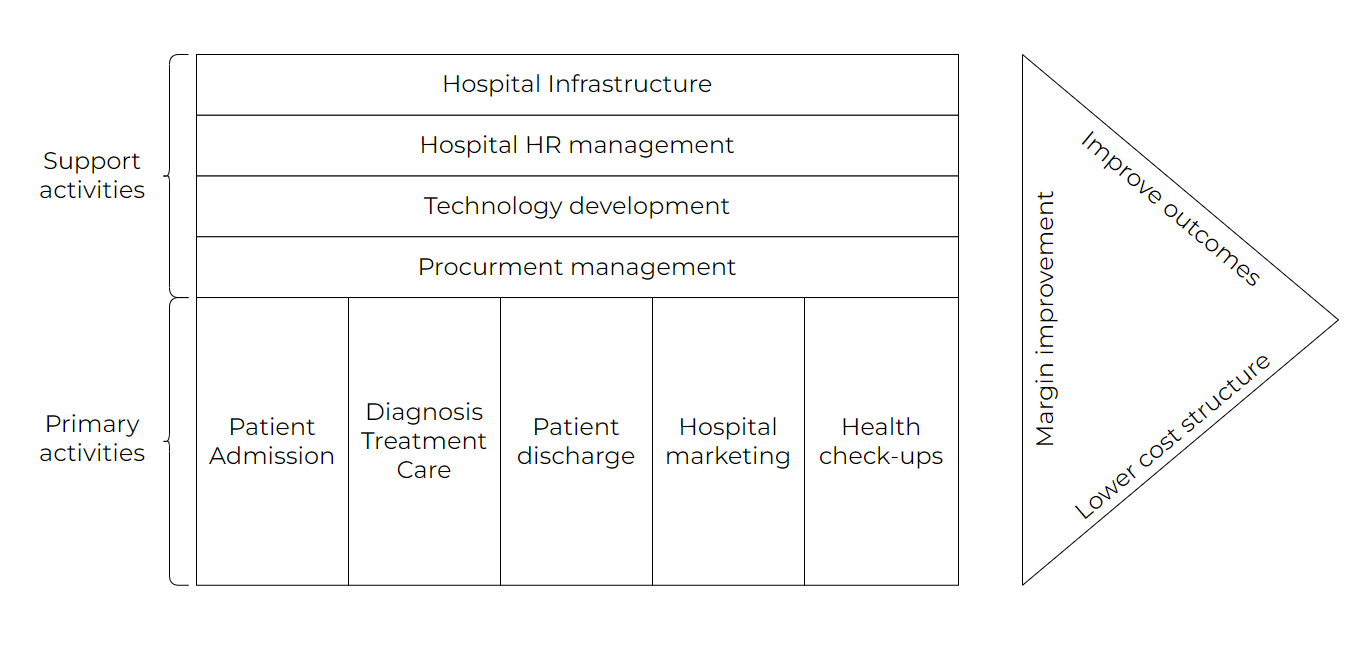 Hospital Infrastructure
Hospital HR management
Technology development
Procurment management
Support
activities
Primary
activities
Patient
Admission
Diagnosis
Treatment
Care
Patient
discharge
Hospital
marketing
Health
check-ups
Margin improvement
Improve outcomes
Lower cost structure